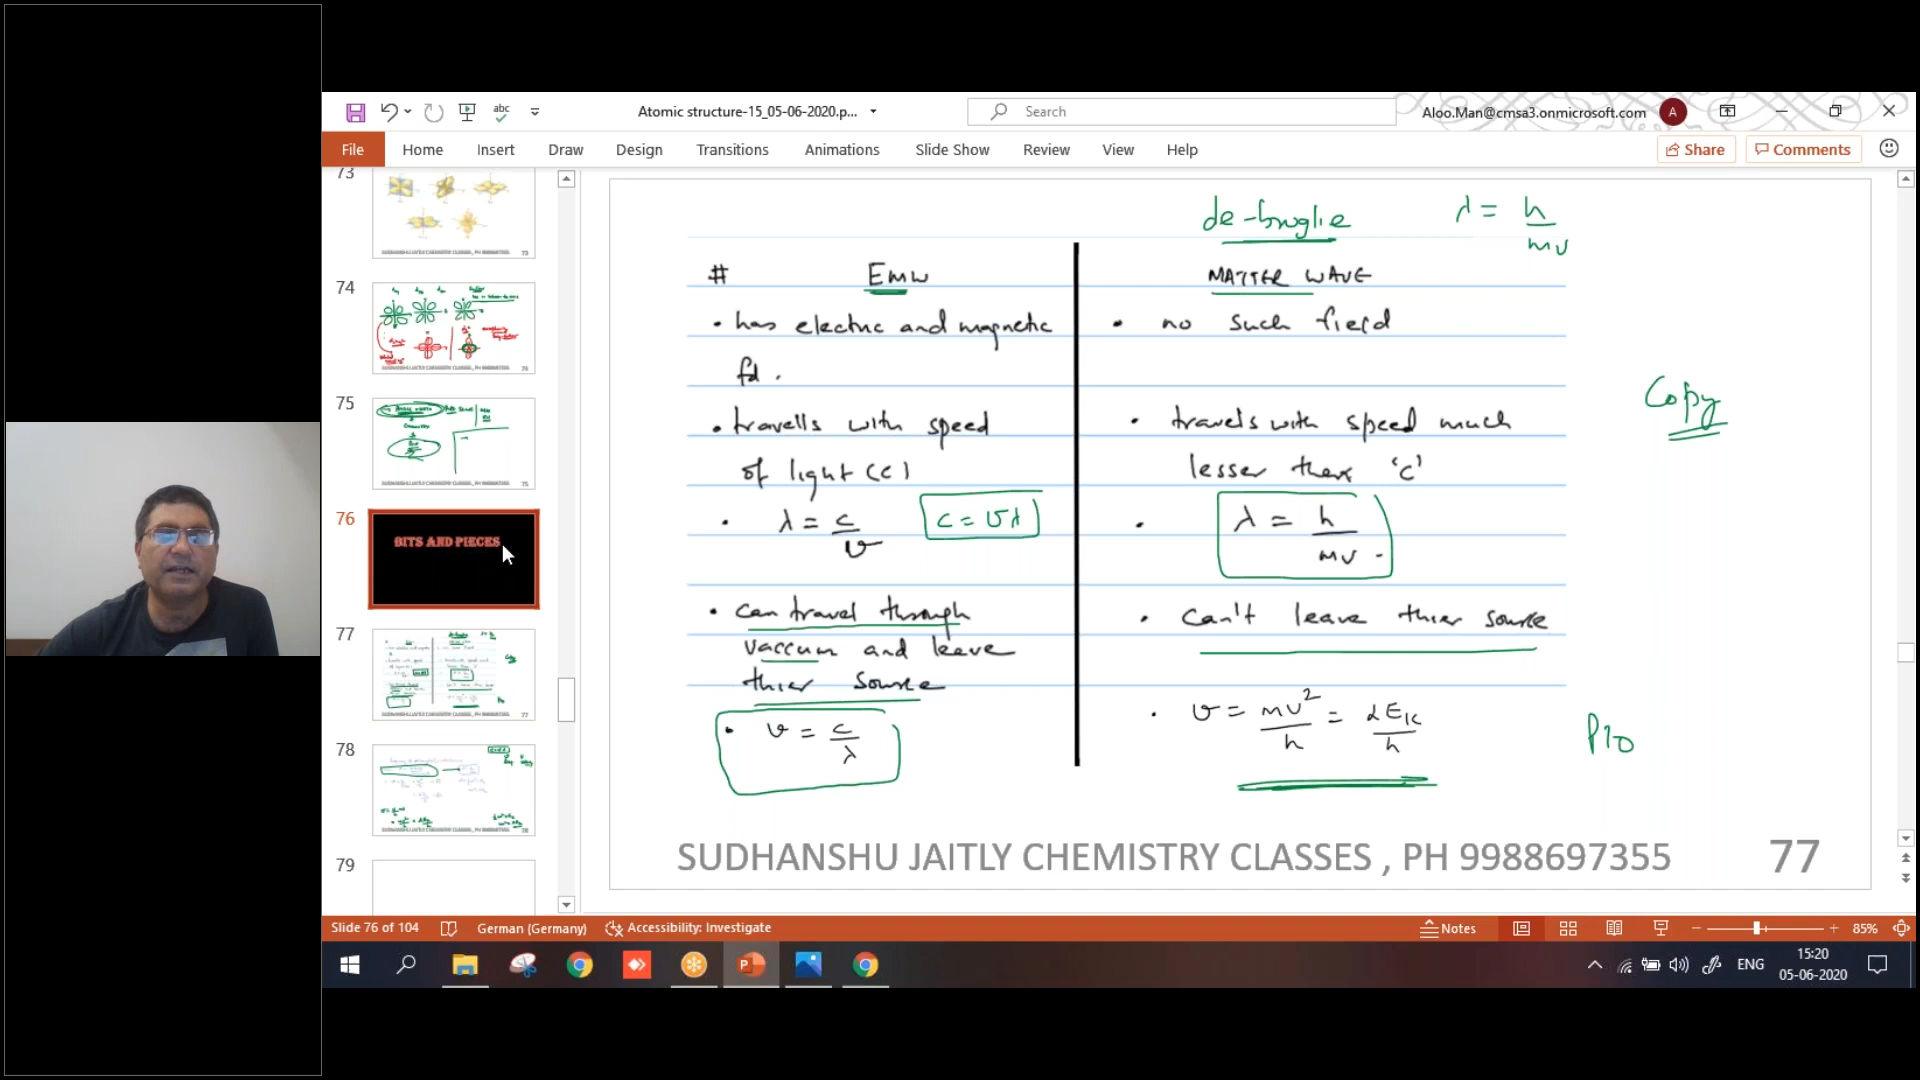 Atomic structure-15_05-06-2020.p...
Search
Aloo.Man@cmsa3.onmicrosoft.com
A
File Home Insert Draw Design Transitions Animations Slide Show Review View Help
Share Comments
73
74
75
76
BITS AND PIECES
77
78
79
de-broglie λ = h/mv
# EMW
MATTER WAVE
• has electric and magnetic
fd.
• no such field
• travells with speed
of light (c)
• travels with speed much
lesser then 'c'
• λ = c/ν
c = νλ
• λ = h/mv
• can travel through
vaccum and leave
thier source
• can't leave thier source
• ν = c/λ
• ν = mv²/h = 2EK/h
Copy
PTO
SUDHANSHU JAITLY CHEMISTRY CLASSES , PH 9988697355
77
Slide 76 of 104 German (Germany) Accessibility: Investigate Notes 85%
ENG
15:20
05-06-2020